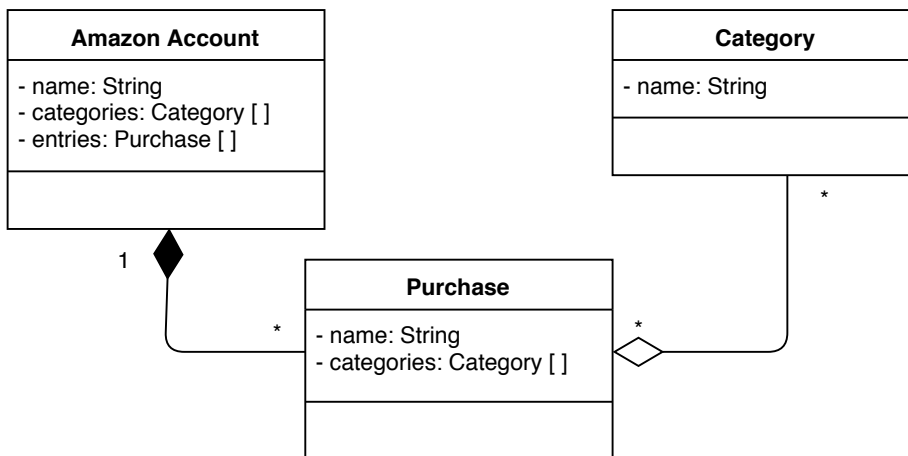 Amazon Account
- name: String
- categories: Category [ ]
- entries: Purchase [ ]
Category
- name: String
*
1
Purchase
*
- name: String
- categories: Category [ ]
*